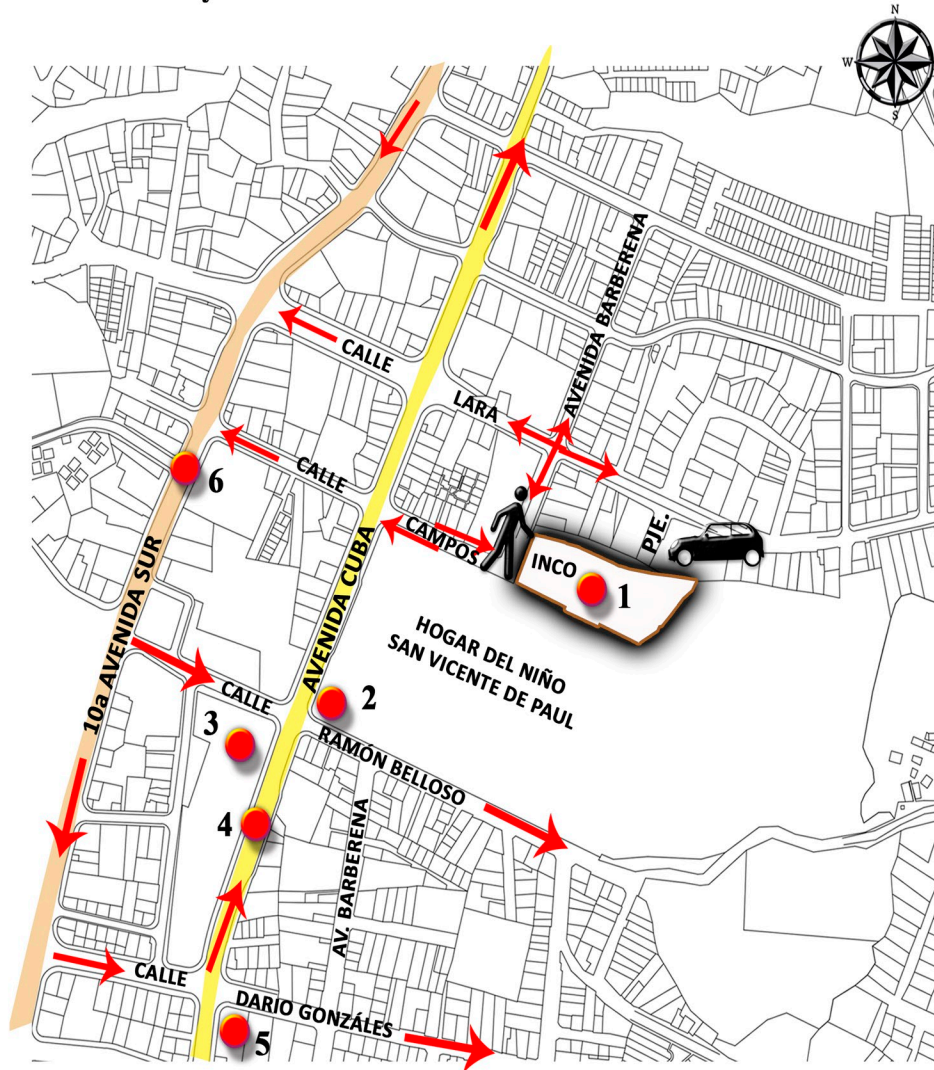 N
W
S
AVENIDA BARBERENA
CALLE
LARA
CALLE
6
CAMPOS
PJE.
INCO
1
AVENIDA CUBA
10a AVENIDA SUR
HOGAR DEL NIÑO
SAN VICENTE DE PAUL
CALLE
2
3
RAMÓN BELLOSO
4
AV. BARBERENA
CALLE
DARIO GONZÁLES
5